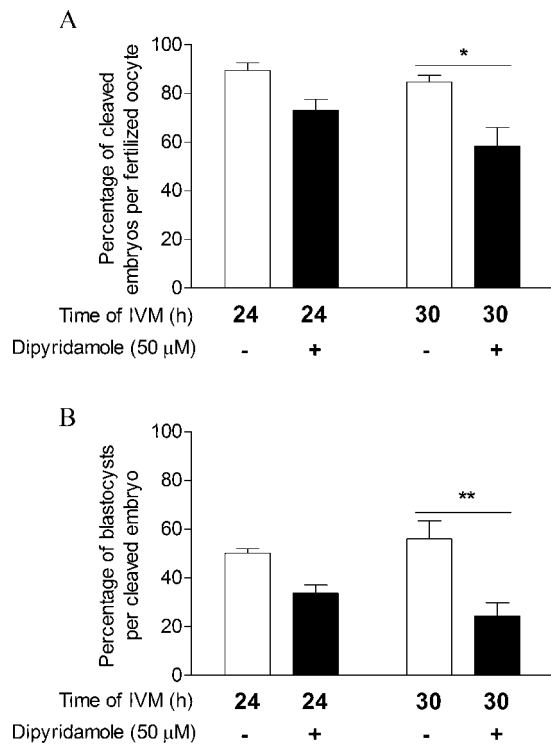 A
Percentage of cleaved
embryos per fertilized oocyte
100
80
60
40
20
0
*
Time of IVM (h) 24 24 30 30
Dipyridamole (50 µM) - + - +
B
Percentage of blastocysts
per cleaved embryo
100
80
60
40
20
0
**
Time of IVM (h) 24 24 30 30
Dipyridamole (50 µM) - + - +